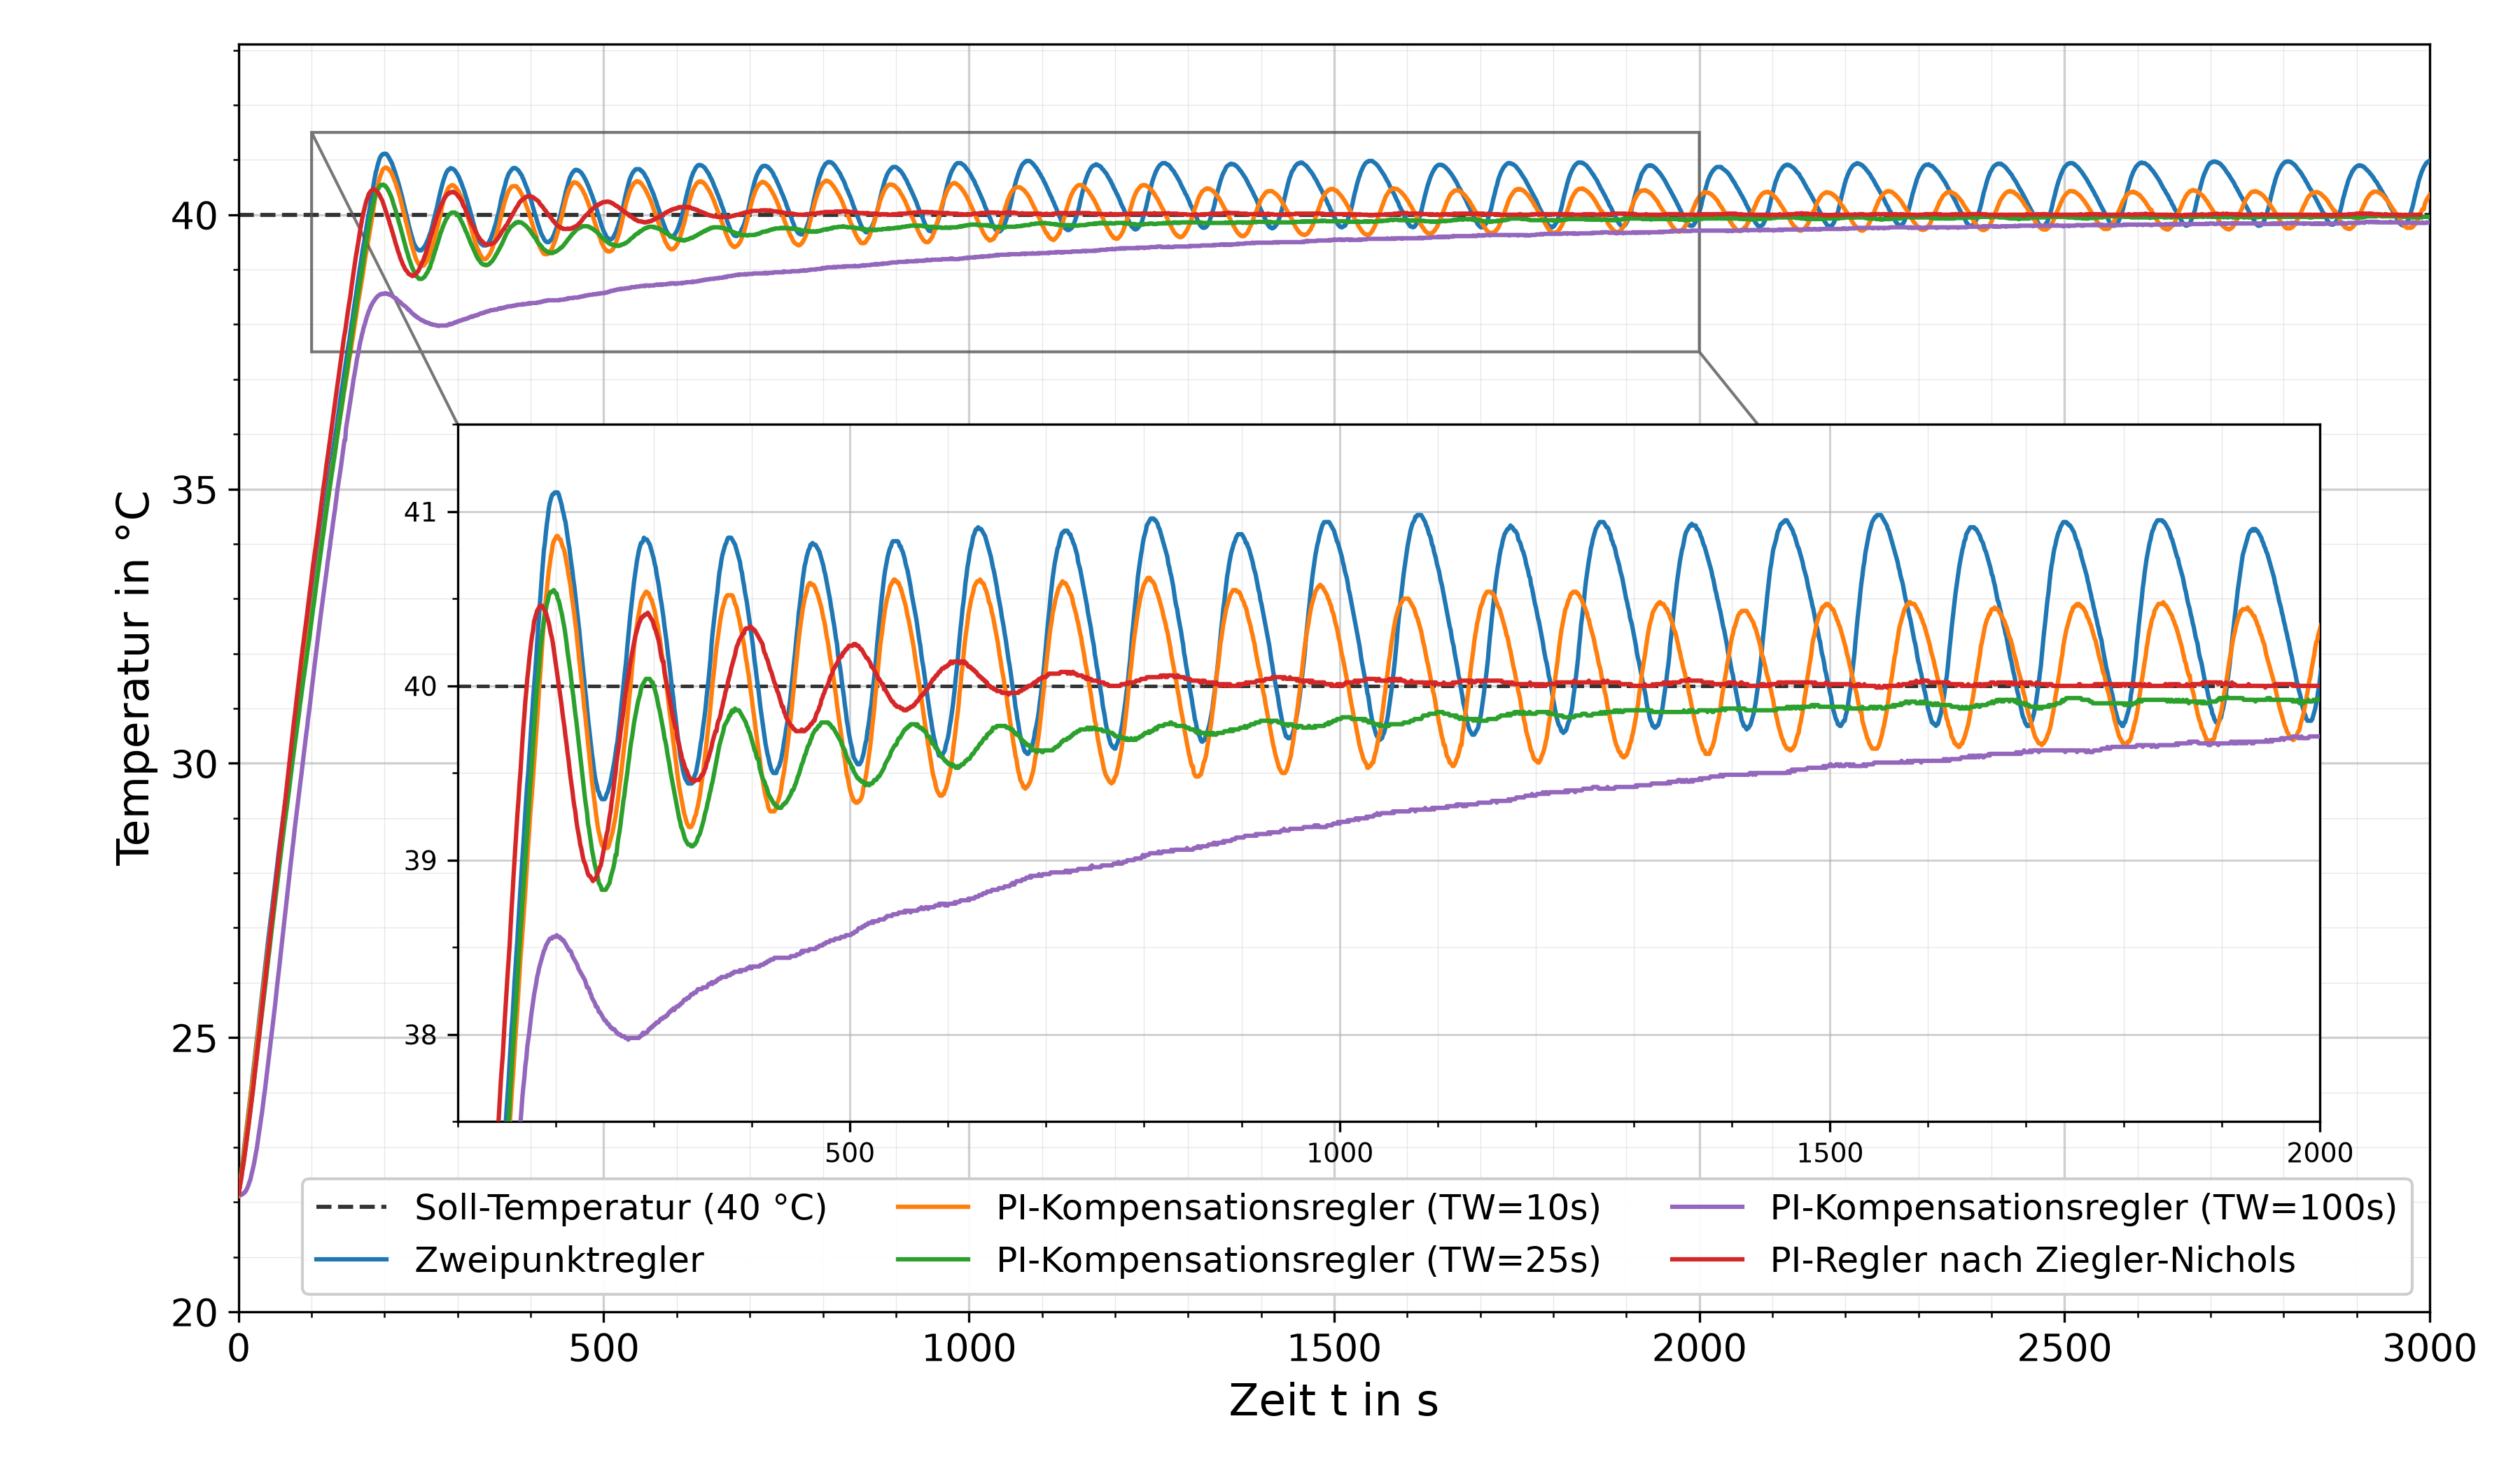 40
35
30
25
20
Temperatur in °C
41
40
39
38
500
1000
1500
2000
Soll-Temperatur (40 °C)
Zweipunktregler
PI-Kompensationsregler (TW=10s)
PI-Kompensationsregler (TW=25s)
PI-Kompensationsregler (TW=100s)
PI-Regler nach Ziegler-Nichols
0
500
1000
1500
2000
2500
3000
Zeit t in s